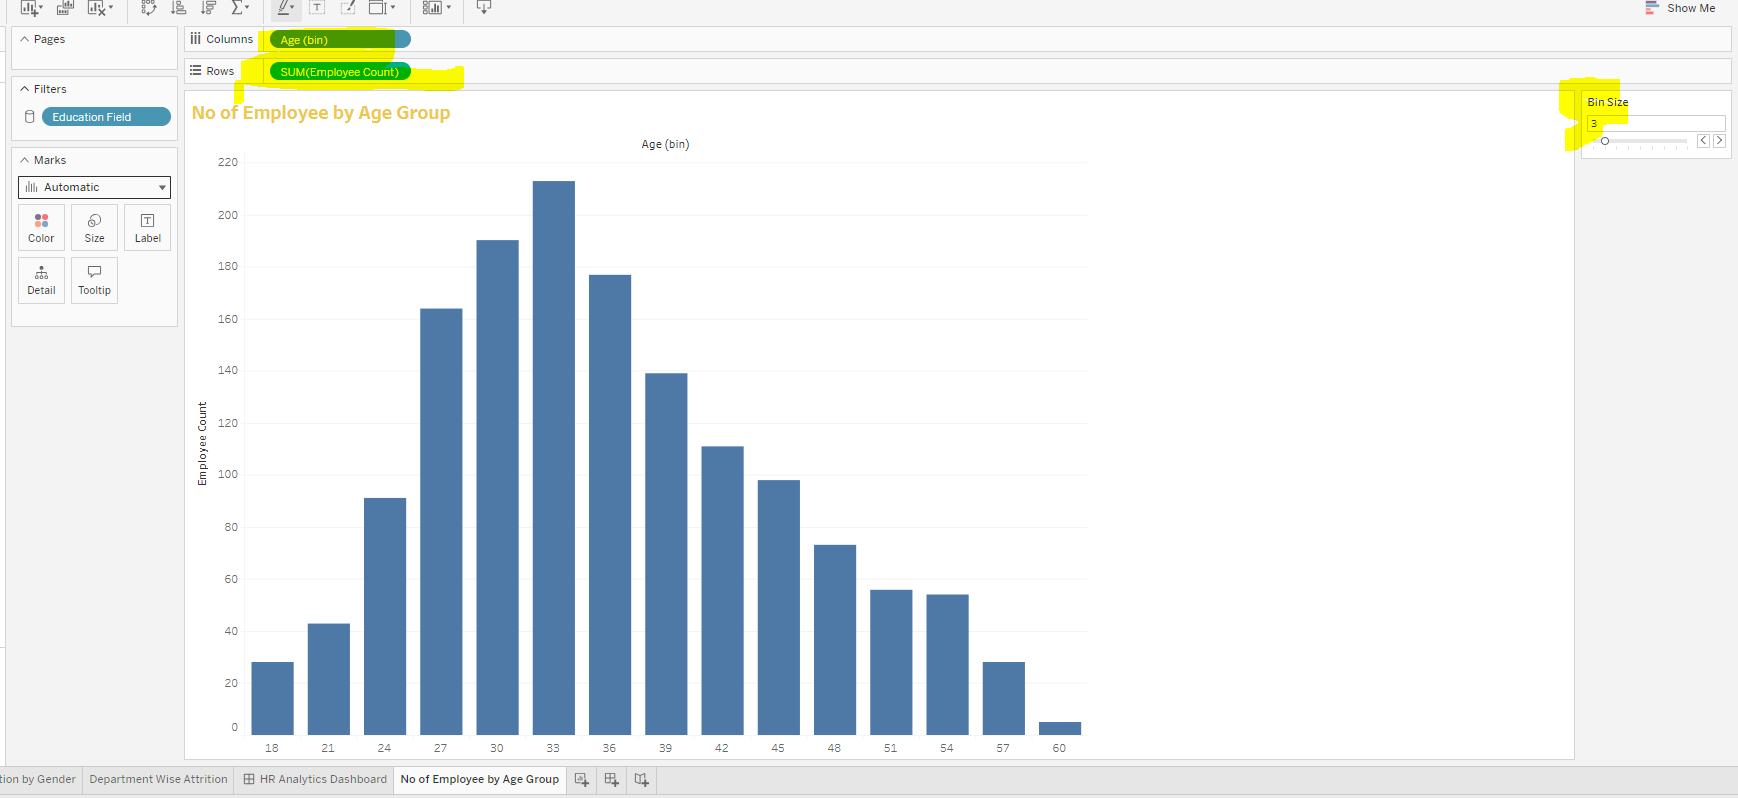 Show Me
Pages
Columns
Age (bin)
Rows
SUM(Employee Count)
Filters
Education Field
Marks
Automatic
Color
Size
Label
Detail
Tooltip
No of Employee by Age Group
Age (bin)
Employee Count
220
200
180
160
140
120
100
80
60
40
20
0
18 21 24 27 30 33 36 39 42 45 48 51 54 57 60
Bin Size
3
tion by Gender
Department Wise Attrition
HR Analytics Dashboard
No of Employee by Age Group